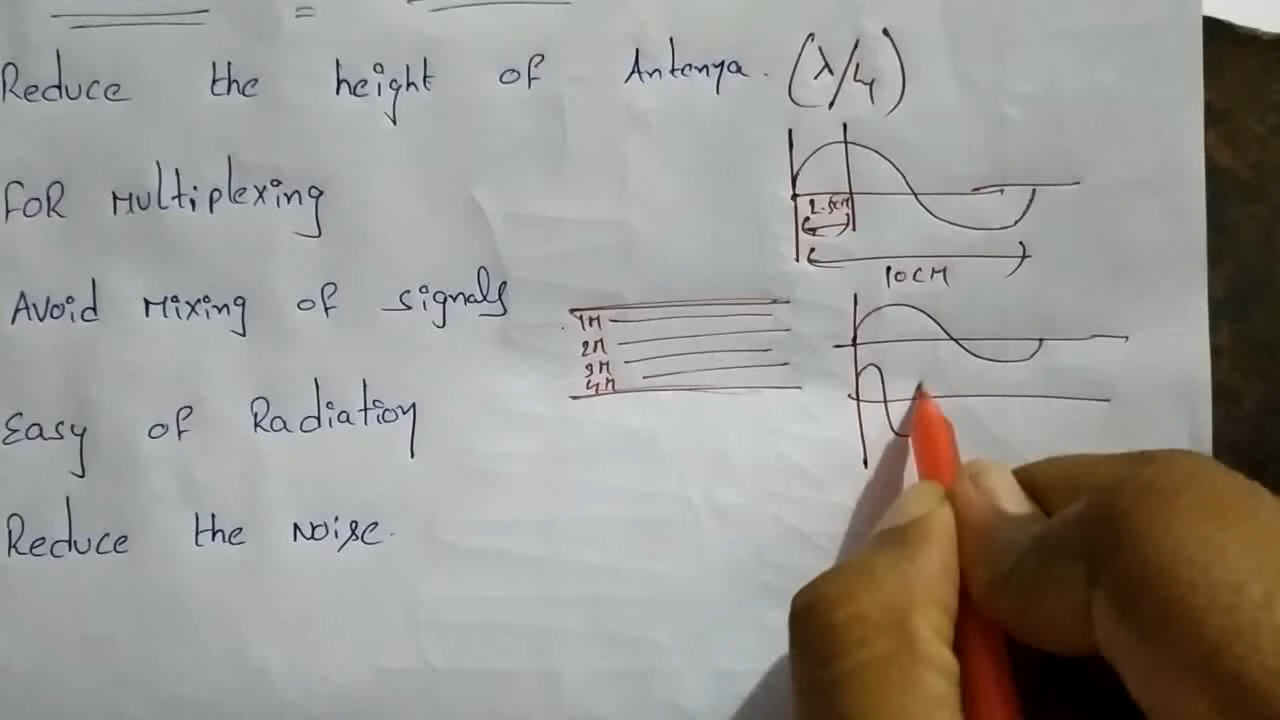 Reduce the height of Antenya. (λ/4)
FOR Multiplexing
2.5CM
10CM
Avoid Mixing of signals
1M
2M
3M
4M
Easy of Radiation
Reduce the Noise.